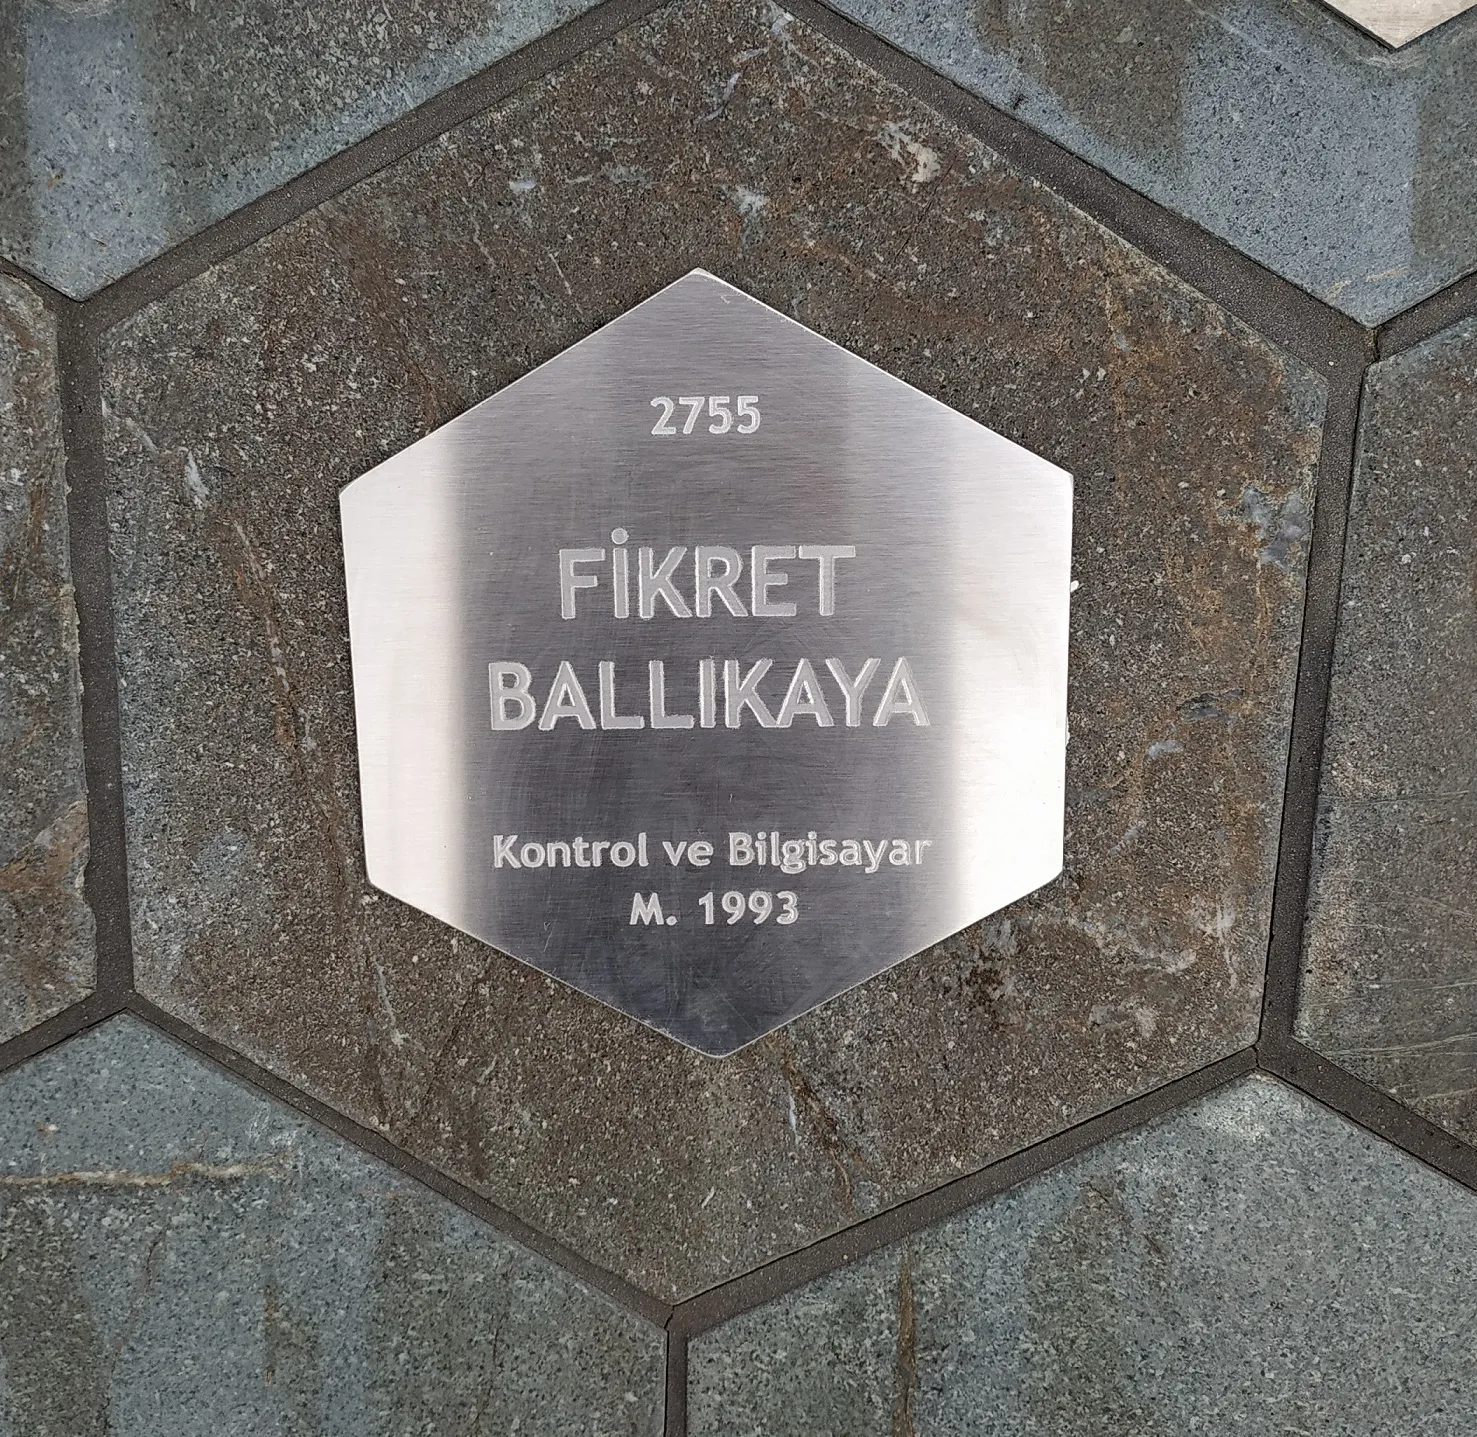 2755
FİKRET
BALLIKAYA
Kontrol ve Bilgisayar
M. 1993